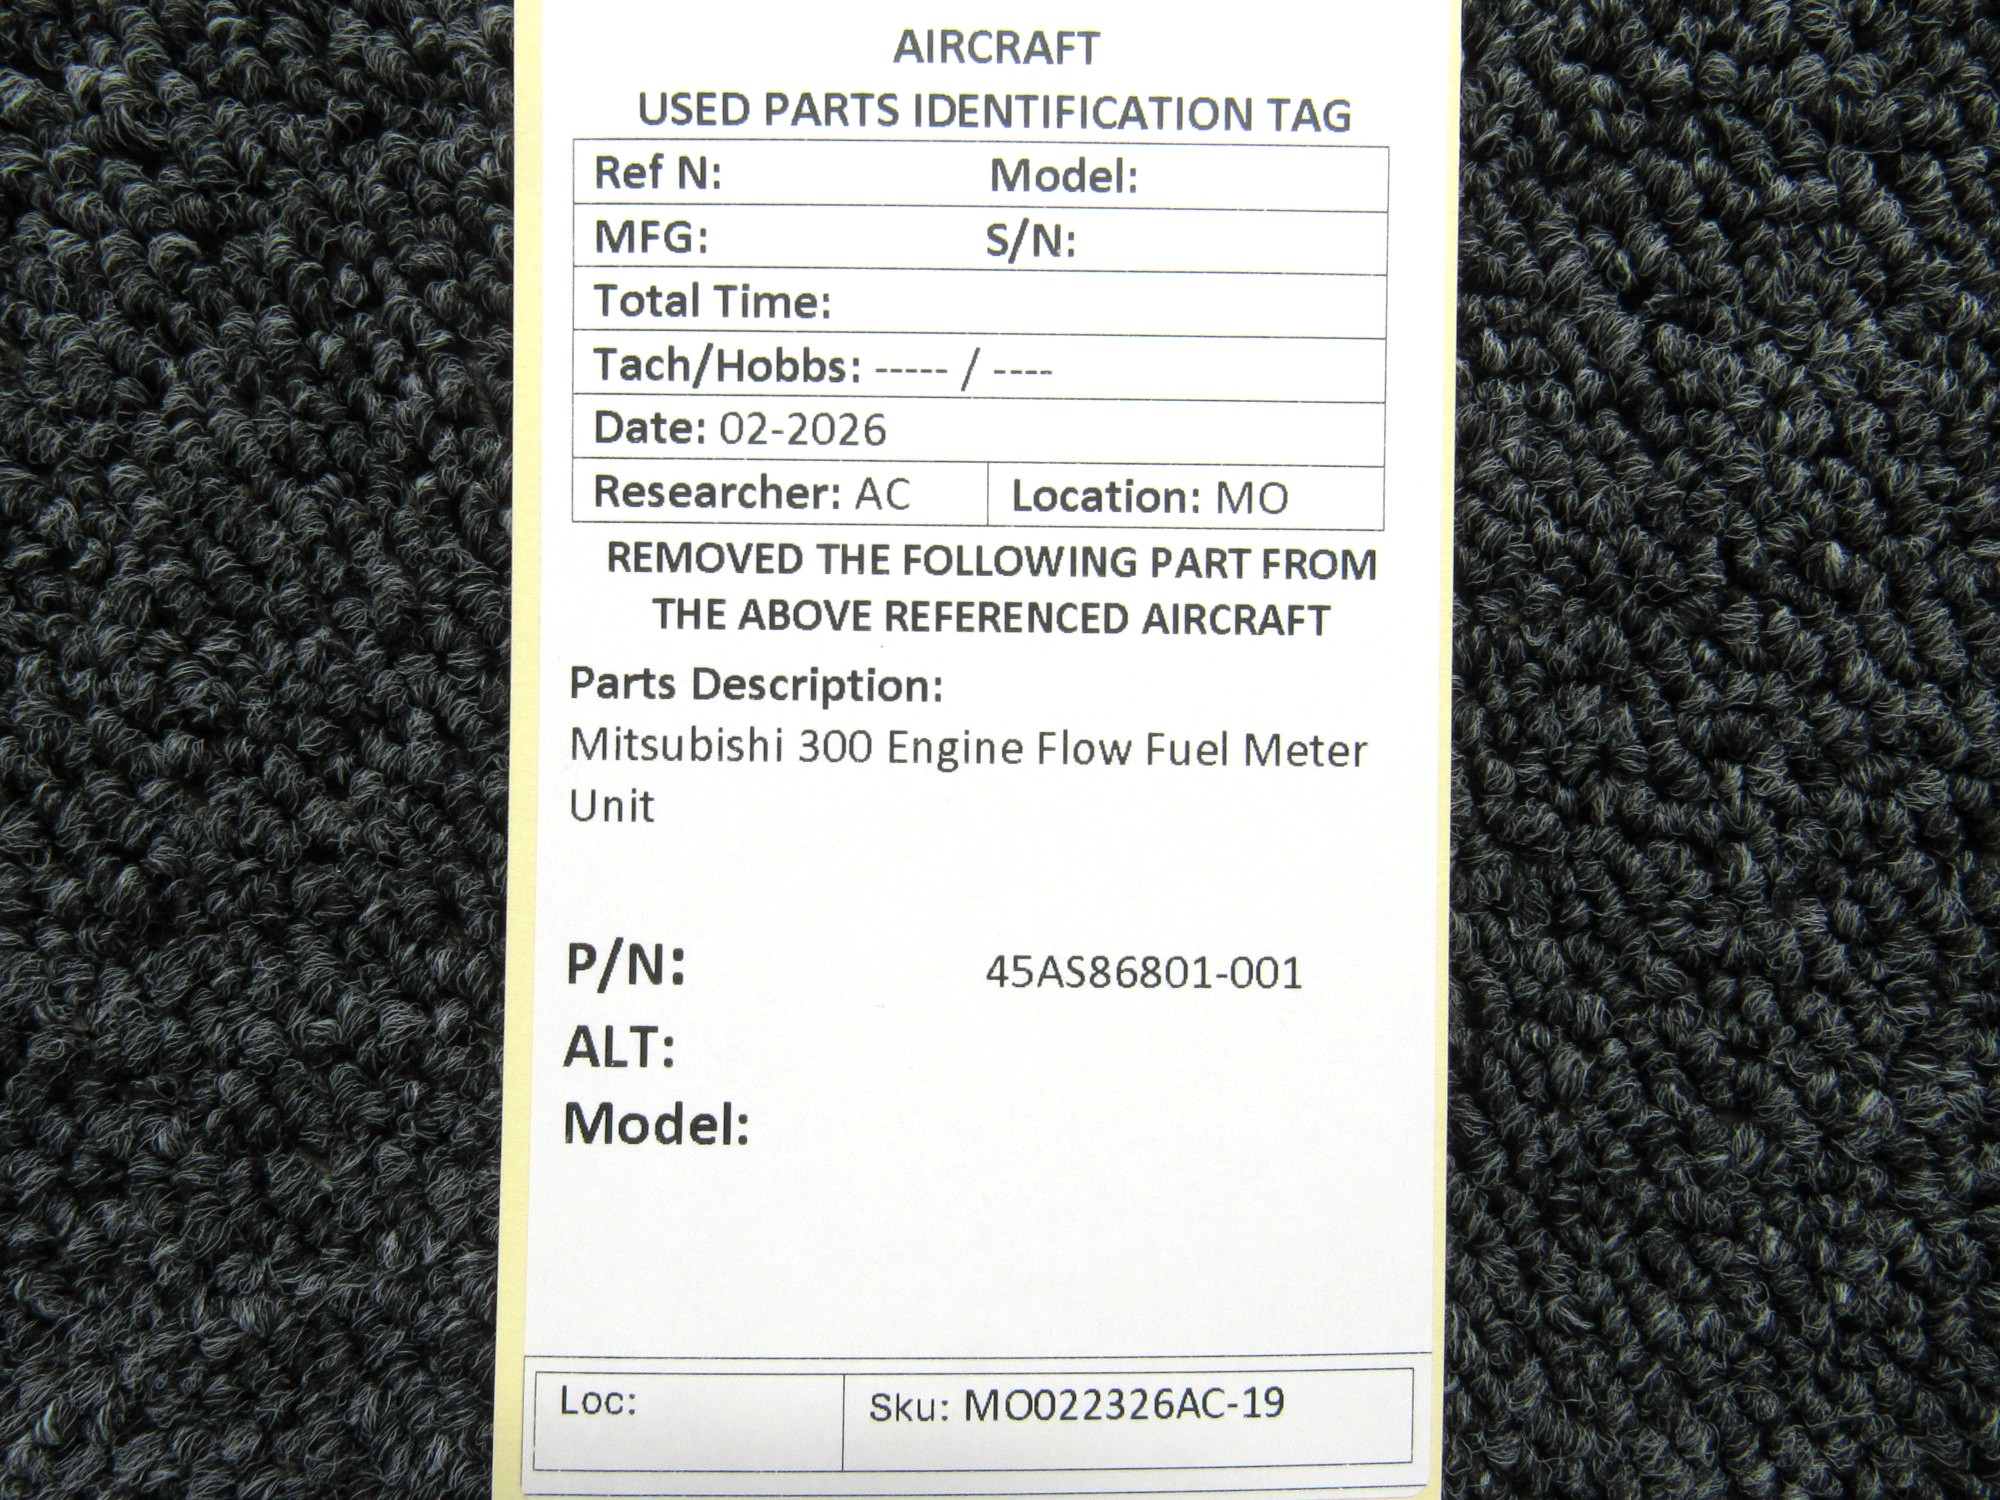 AIRCRAFT
USED PARTS IDENTIFICATION TAG
Ref N: Model:
MFG: S/N:
Total Time:
Tach/Hobbs: ----- / ----
Date: 02-2026
Researcher: AC Location: MO
REMOVED THE FOLLOWING PART FROM
THE ABOVE REFERENCED AIRCRAFT
Parts Description:
Mitsubishi 300 Engine Flow Fuel Meter
Unit
P/N: 45AS86801-001
ALT:
Model:
Loc: Sku: MO022326AC-19